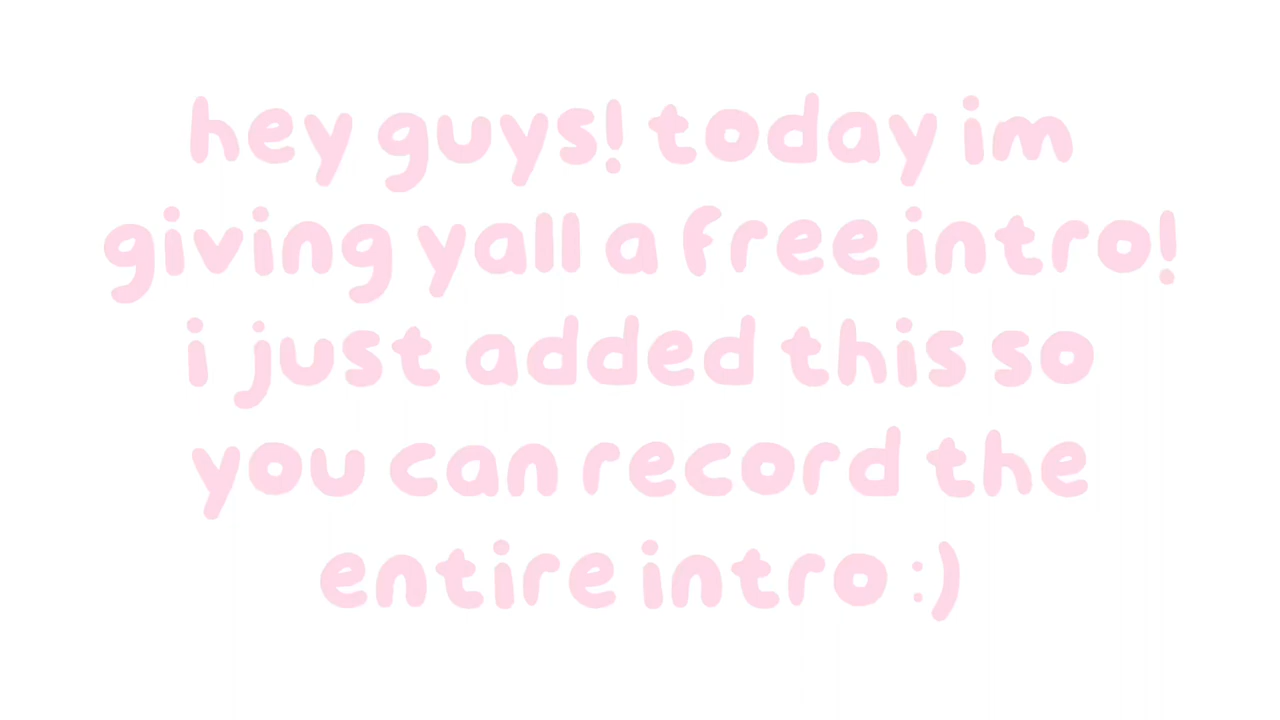 hey guys! today im
giving yall a free intro!
i just added this so
you can record the
entire intro :)